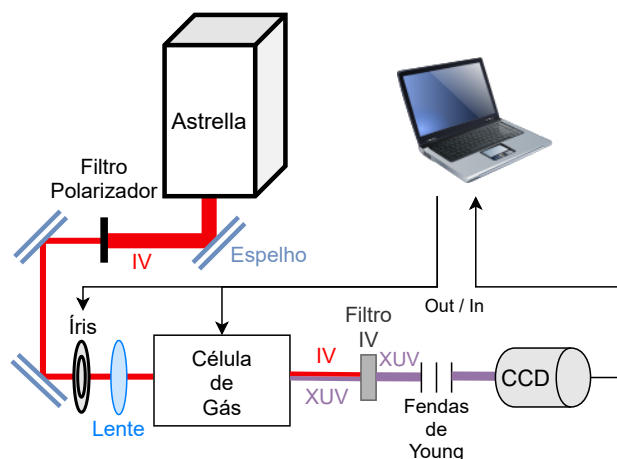 Astrella
Filtro
Polarizador
IV
Espelho
Out / In
Íris
Lente
Célula
de
Gás
IV
XUV
Filtro
IV
XUV
Fendas
de
Young
CCD